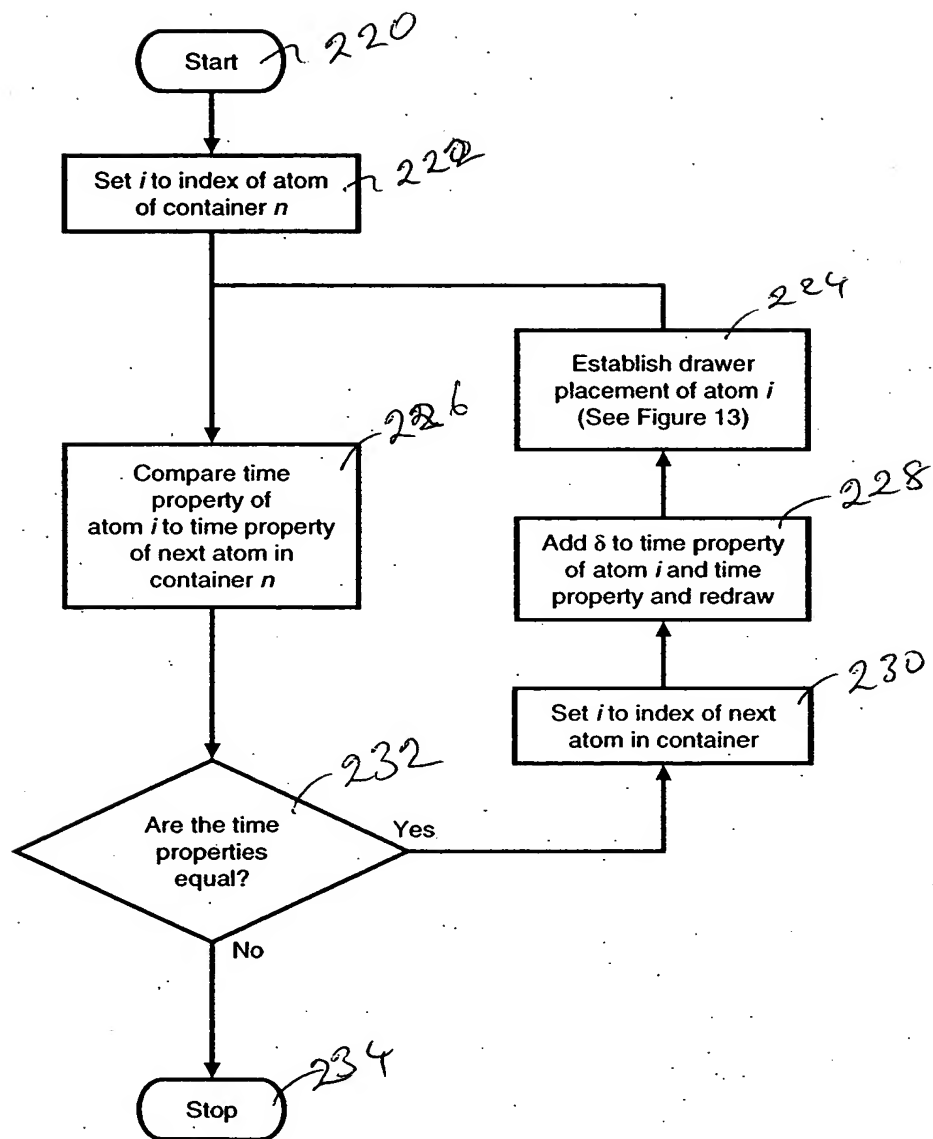 Start
220
Set i to index of atom
of container n
222
224
Establish drawer
placement of atom i
(See Figure 13)
226
Compare time
property of
atom i to time property
of next atom in
container n
228
Add δ to time property
of atom i and time
property and redraw
230
Set i to index of next
atom in container
232
Are the time
properties
equal?
Yes
No
234
Stop